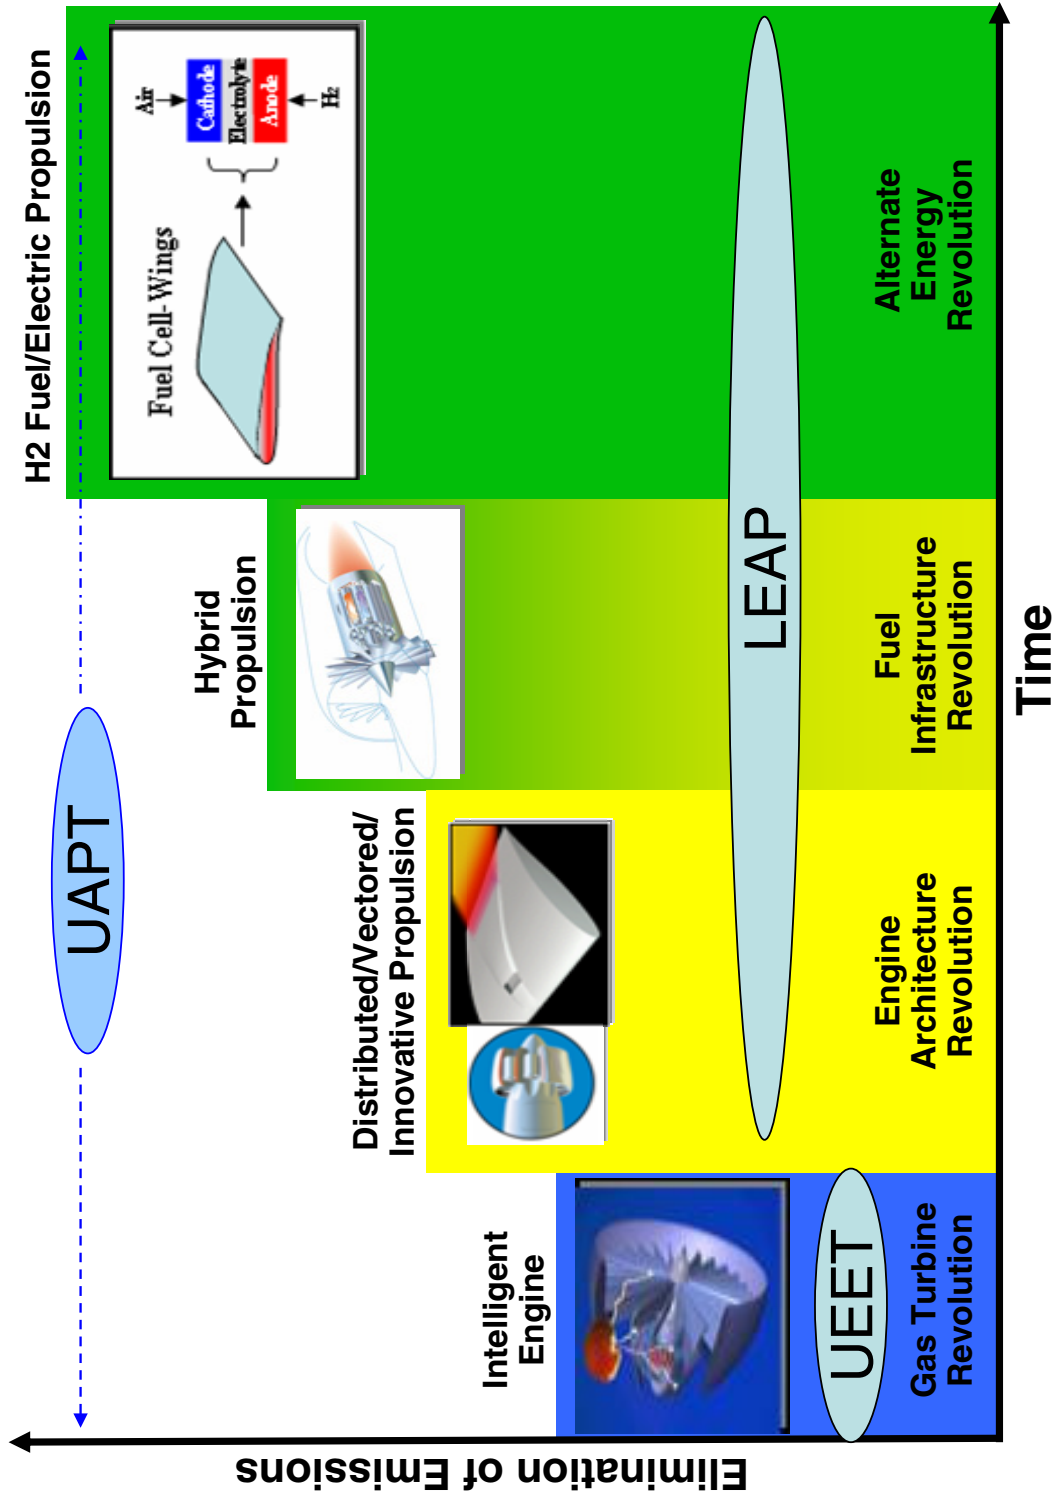 H2 Fuel/Electric Propulsion
UAPT
Fuel Cell-Wings
Air
Cathode
Electrolyte
Anode
H2
Hybrid
Propulsion
Distributed/Vectored/
Innovative Propulsion
Intelligent
Engine
LEAP
UEET
Gas Turbine
Revolution
Engine
Architecture
Revolution
Fuel
Infrastructure
Revolution
Alternate
Energy
Revolution
Time
Elimination of Emissions